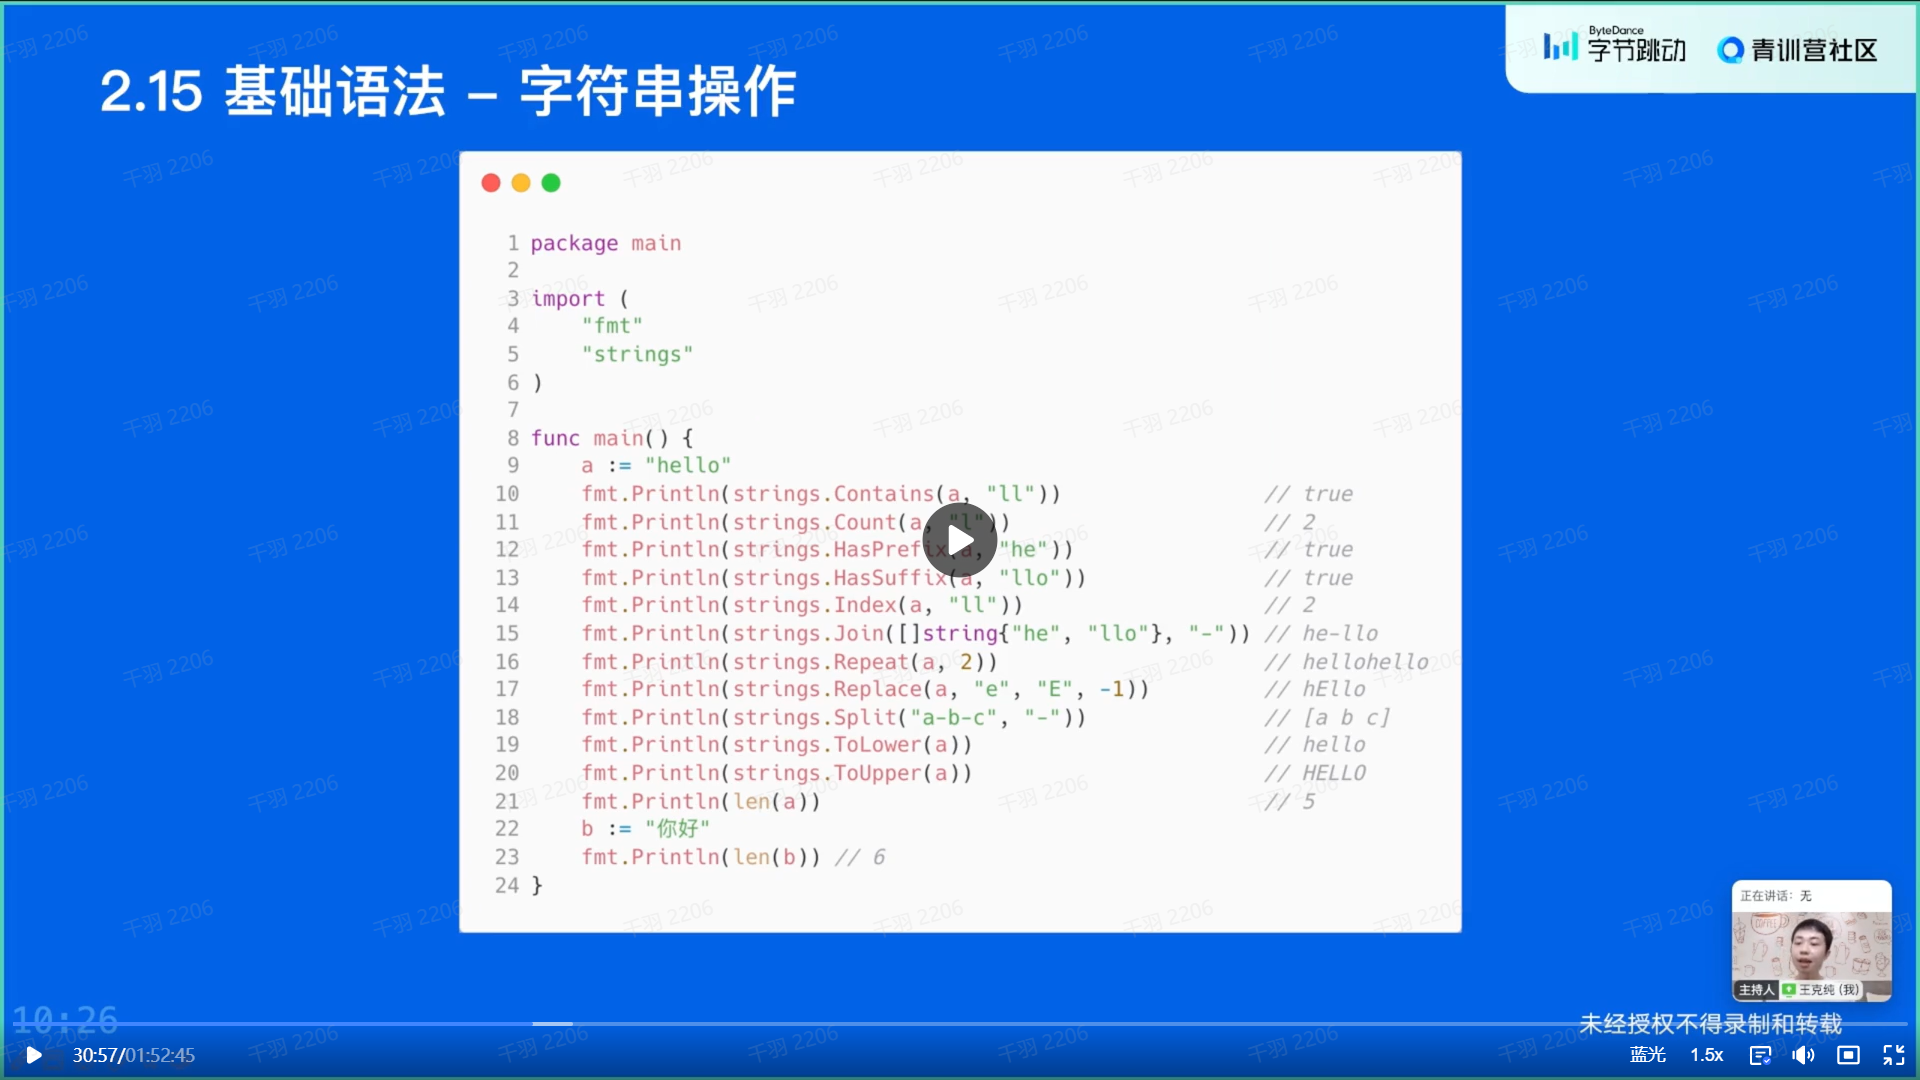 2.15 基础语法 – 字符串操作
ByteDance
字节跳动
青训营社区
1 package main
2
3 import (
4 "fmt"
5 "strings"
6 )
7
8 func main() {
9 a := "hello"
10 fmt.Println(strings.Contains(a, "ll")) // true
11 fmt.Println(strings.Count(a, "l")) // 2
12 fmt.Println(strings.HasPrefix(a, "he")) // true
13 fmt.Println(strings.HasSuffix(a, "llo")) // true
14 fmt.Println(strings.Index(a, "ll")) // 2
15 fmt.Println(strings.Join([]string{"he", "llo"}, "-")) // he-llo
16 fmt.Println(strings.Repeat(a, 2)) // hellohello
17 fmt.Println(strings.Replace(a, "e", "E", -1)) // hEllo
18 fmt.Println(strings.Split("a-b-c", "-")) // [a b c]
19 fmt.Println(strings.ToLower(a)) // hello
20 fmt.Println(strings.ToUpper(a)) // HELLO
21 fmt.Println(len(a)) // 5
22 b := "你好"
23 fmt.Println(len(b)) // 6
24 }
正在讲话: 无
COFFEE
主持人 王克纯 (我)
10:26
未经授权不得录制和转载
30:57/01:52:45
蓝光 1.5x
千羽 2206